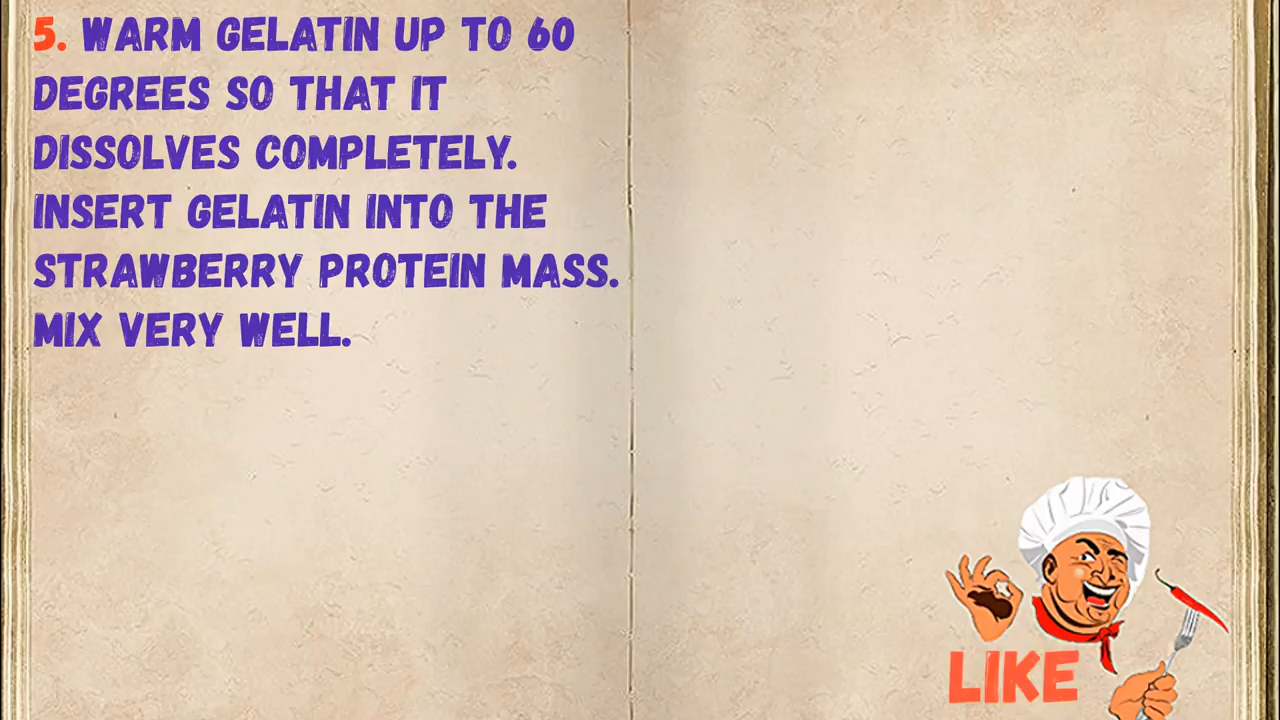 5. WARM GELATIN UP TO 60
DEGREES SO THAT IT
DISSOLVES COMPLETELY.
INSERT GELATIN INTO THE
STRAWBERRY PROTEIN MASS.
MIX VERY WELL.
LIKE